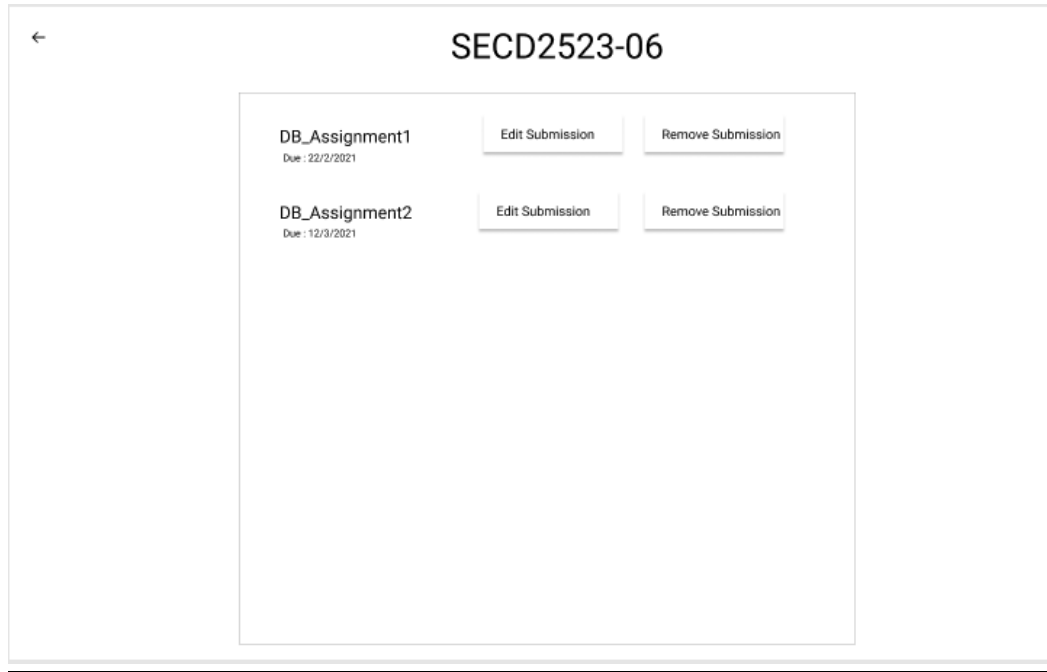 SECD2523-06
DB_Assignment1 Edit Submission Remove Submission
Due : 22/2/2021
DB_Assignment2 Edit Submission Remove Submission
Due : 12/3/2021